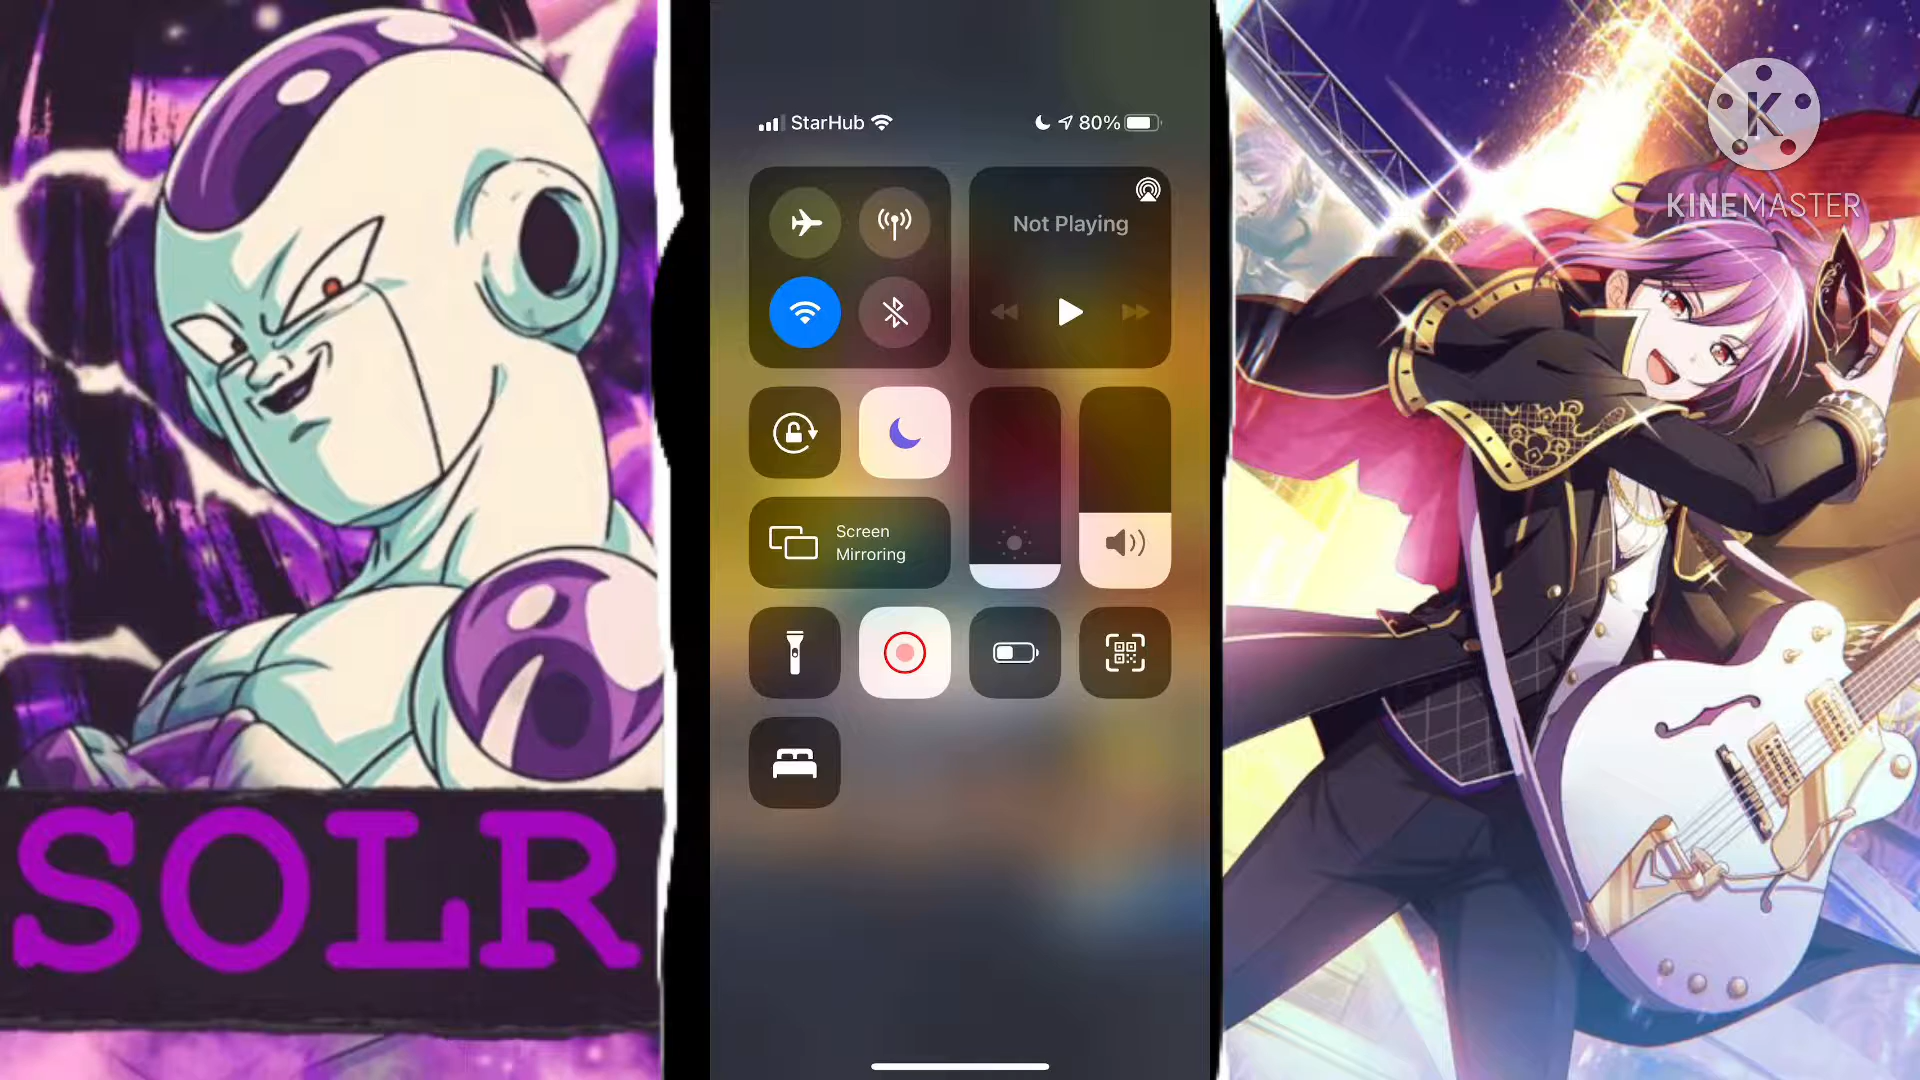 StarHub
80%
Not Playing
Screen
Mirroring
SOLR
K
KINEMASTER